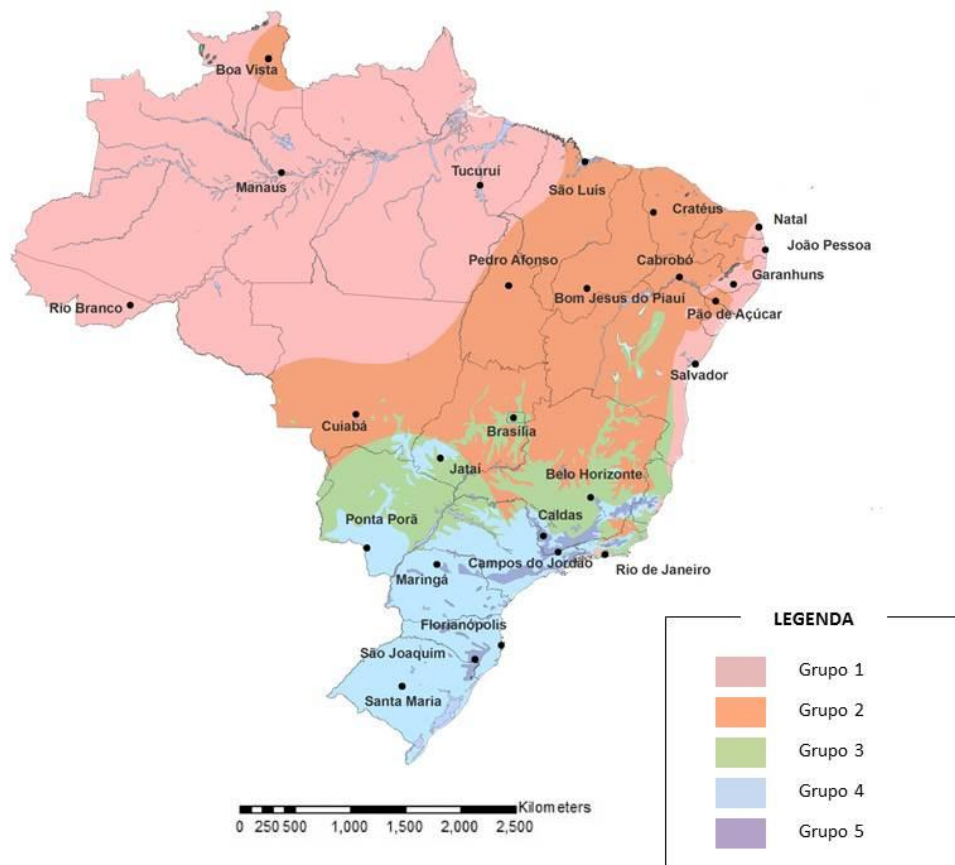 Boa Vista
Manaus
Tucuruí
São Luís
Cratéus
Natal
João Pessoa
Pedro Afonso
Cabrobó
Garanhuns
Rio Branco
Bom Jesus do Piauí
Pão de Açúcar
Salvador
Cuiabá
Brasília
Jataí
Belo Horizonte
Ponta Porã
Caldas
Campos do Jordão
Rio de Janeiro
Maringá
Florianópolis
São Joaquim
Santa Maria
LEGENDA
Grupo 1
Grupo 2
Grupo 3
Grupo 4
Grupo 5
Kilometers
0 250 500 1,000 1,500 2,000 2,500